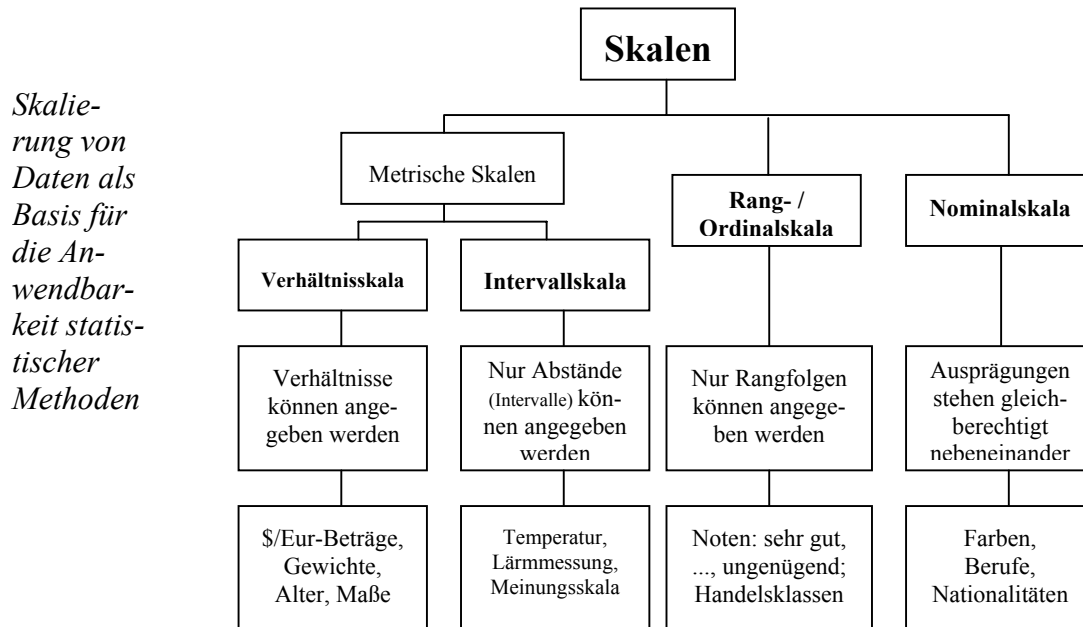 Skalen
Skalie-
rung von
Daten als
Basis für
die An-
wendbar-
keit statis-
tischer
Methoden
Metrische Skalen
Rang- /
Ordinalskala
Nominalskala
Verhältnisskala
Intervallskala
Verhältnisse
können ange-
geben werden
Nur Abstände
(Intervalle) kön-
nen angegeben
werden
Nur Rangfolgen
können angege-
ben werden
Ausprägungen
stehen gleich-
berechtigt
nebeneinander
$/Eur-Beträge,
Gewichte,
Alter, Maße
Temperatur,
Lärmmessung,
Meinungsskala
Noten: sehr gut,
..., ungenügend;
Handelsklassen
Farben,
Berufe,
Nationalitäten